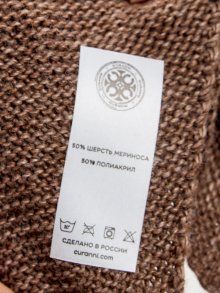 50% ШЕРСТЬ МЕРИНОСА
50% ПОЛИАКРИЛ
СДЕЛАНО В РОССИИ
curanni.com